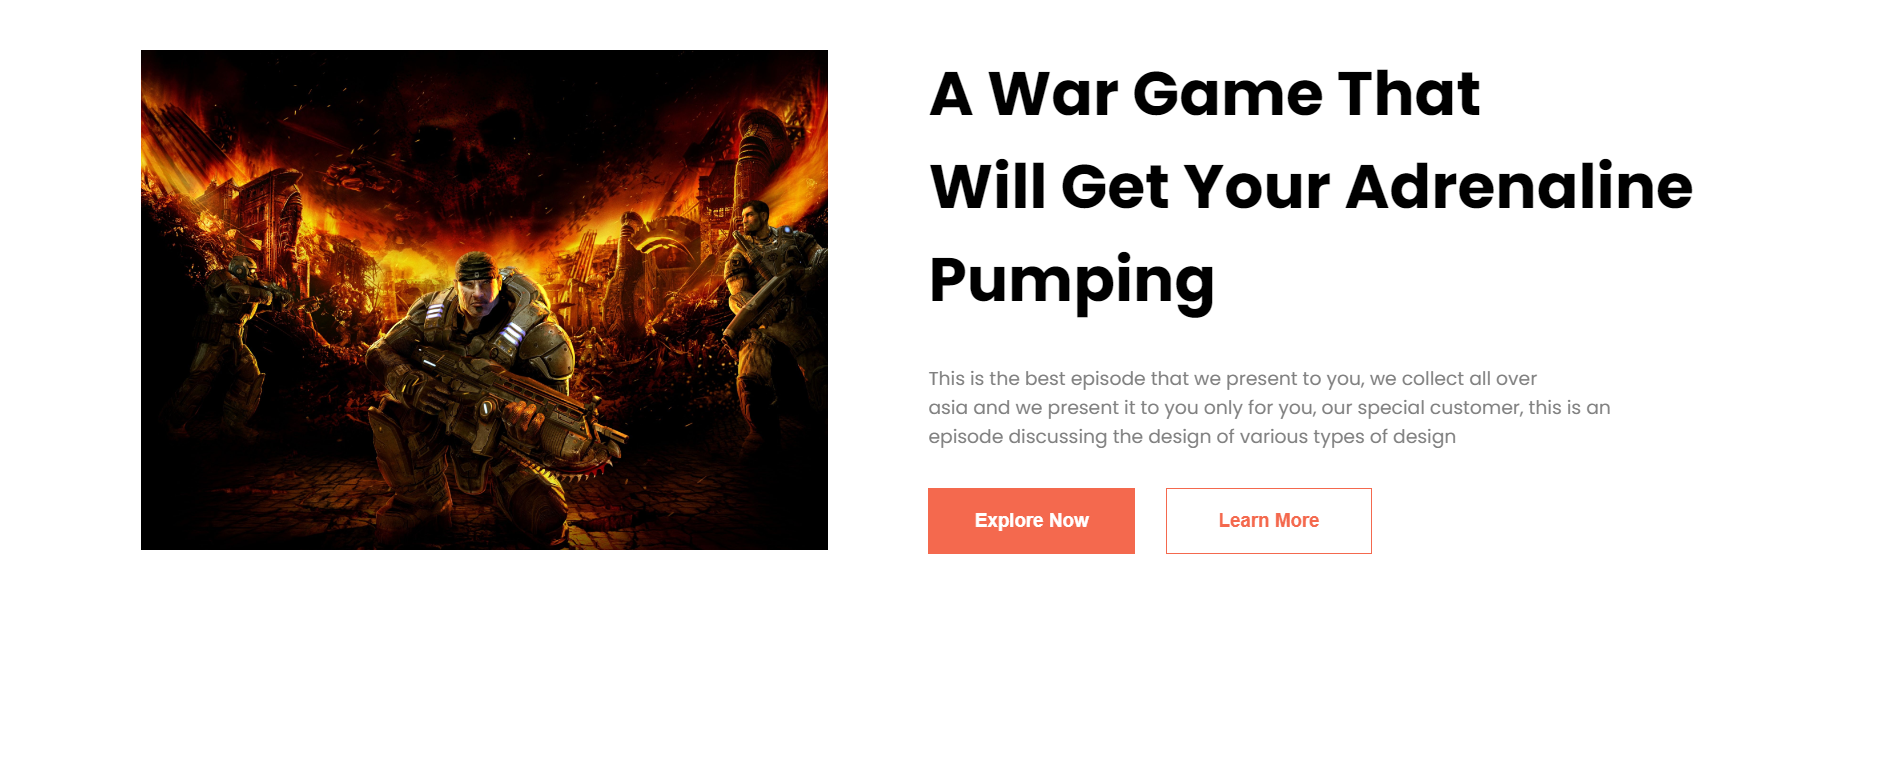 A War Game That
Will Get Your Adrenaline
Pumping
This is the best episode that we present to you, we collect all over
asia and we present it to you only for you, our special customer, this is an
episode discussing the design of various types of design
Explore Now
Learn More